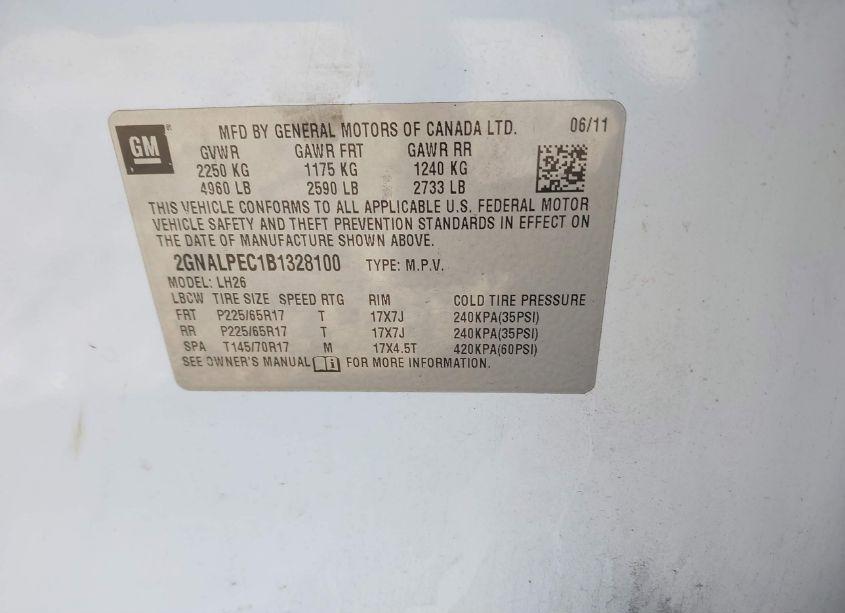 GM
MFD BY GENERAL MOTORS OF CANADA LTD. 06/11
GVWR GAWR FRT GAWR RR
2250 KG 1175 KG 1240 KG
4960 LB 2590 LB 2733 LB
THIS VEHICLE CONFORMS TO ALL APPLICABLE U.S. FEDERAL MOTOR
VEHICLE SAFETY AND THEFT PREVENTION STANDARDS IN EFFECT ON
THE DATE OF MANUFACTURE SHOWN ABOVE.
2GNALPEC1B1328100 TYPE: M.P.V.
MODEL: LH26
LBCW TIRE SIZE SPEED RTG RIM COLD TIRE PRESSURE
FRT P225/65R17 T 17X7J 240KPA(35PSI)
RR P225/65R17 T 17X7J 240KPA(35PSI)
SPA T145/70R17 M 17X4.5T 420KPA(60PSI)
SEE OWNER'S MANUAL FOR MORE INFORMATION.